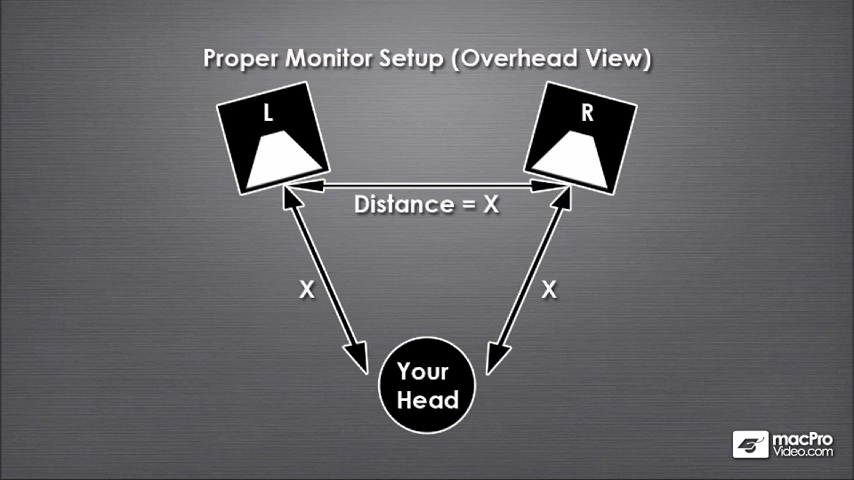 Proper Monitor Setup (Overhead View)
L
R
Distance = X
X
X
Your
Head
macPro
Video.com